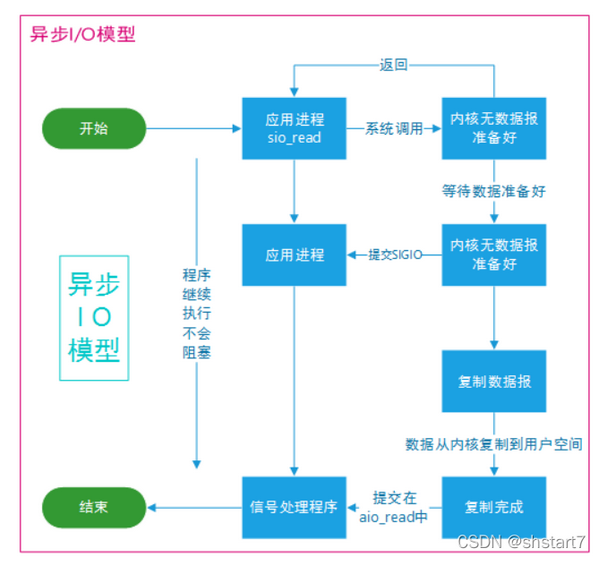 异步I/O模型
返回
开始
应用进程
sio_read
系统调用
内核无数据报
准备好
等待数据准备好
应用进程
提交SIGIO
内核无数据报
准备好
异步
I O
模型
程序
继续
执行
不会
阻塞
复制数据报
数据从内核复制到用户空间
结束
信号处理程序
提交在
aio_read中
复制完成
CSDN @shstart7